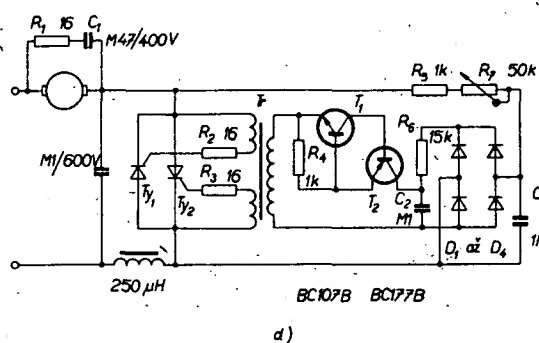 R1 16 C1 M47/400V
R5 1k R7 50k
Tr T1
R6 15k
R2 16
M1/600V
R4 1k
R3 16
T2
C2 M1
Ty1 Ty2
D1 až D4
250 µH
BC107B BC177B
d)